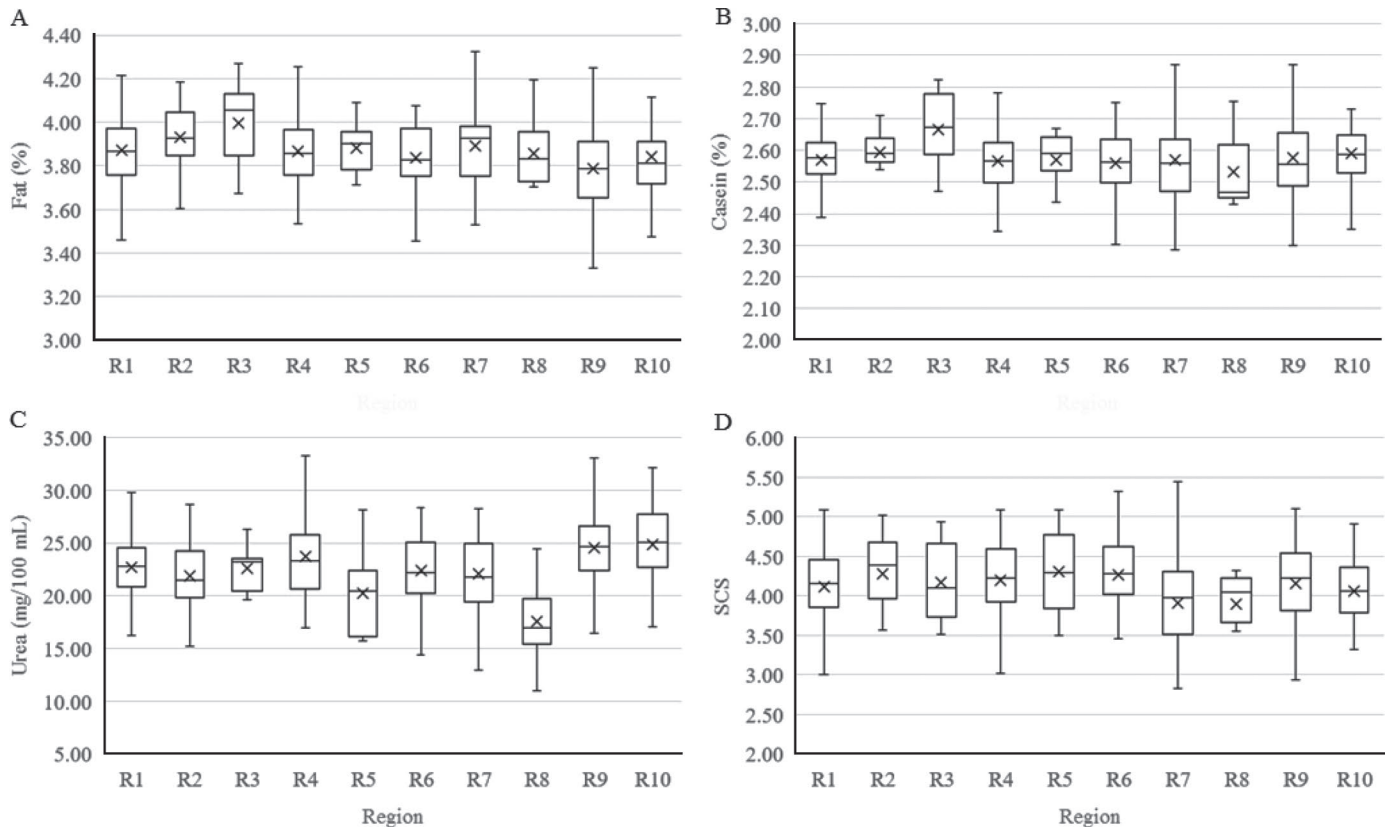 A
Fat (%)
4.40
4.20
4.00
3.80
3.60
3.40
3.20
3.00
R1 R2 R3 R4 R5 R6 R7 R8 R9 R10
Region
B
Casein (%)
3.00
2.90
2.80
2.70
2.60
2.50
2.40
2.30
2.20
2.10
2.00
R1 R2 R3 R4 R5 R6 R7 R8 R9 R10
Region
C
Urea (mg/100 mL)
35.00
30.00
25.00
20.00
15.00
10.00
5.00
R1 R2 R3 R4 R5 R6 R7 R8 R9 R10
Region
D
SCS
6.00
5.50
5.00
4.50
4.00
3.50
3.00
2.50
2.00
R1 R2 R3 R4 R5 R6 R7 R8 R9 R10
Region